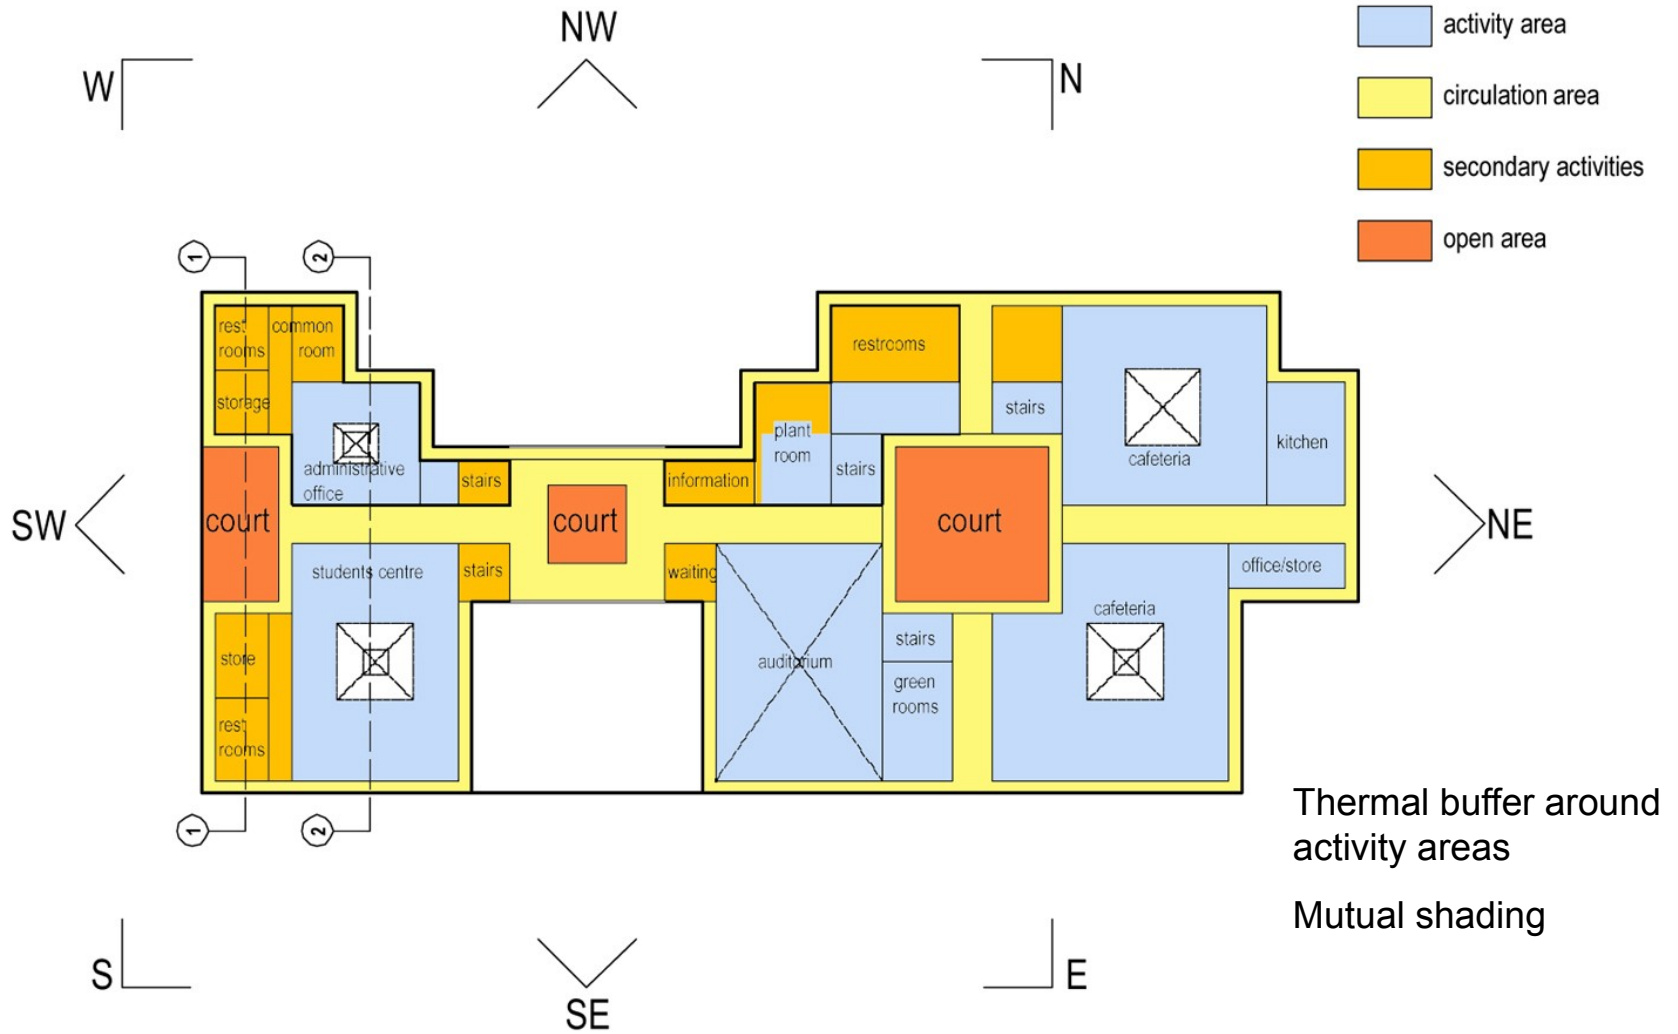 NW
W
N
activity area
circulation area
secondary activities
open area
1
2
rest
rooms
common
room
storage
administrative
office
stairs
court
SW
students centre
stairs
store
rest
rooms
court
information
waiting
plant
room
restrooms
stairs
auditorium
stairs
green
rooms
court
stairs
cafeteria
kitchen
office/store
cafeteria
NE
1
2
Thermal buffer around
activity areas
Mutual shading
S
SE
E